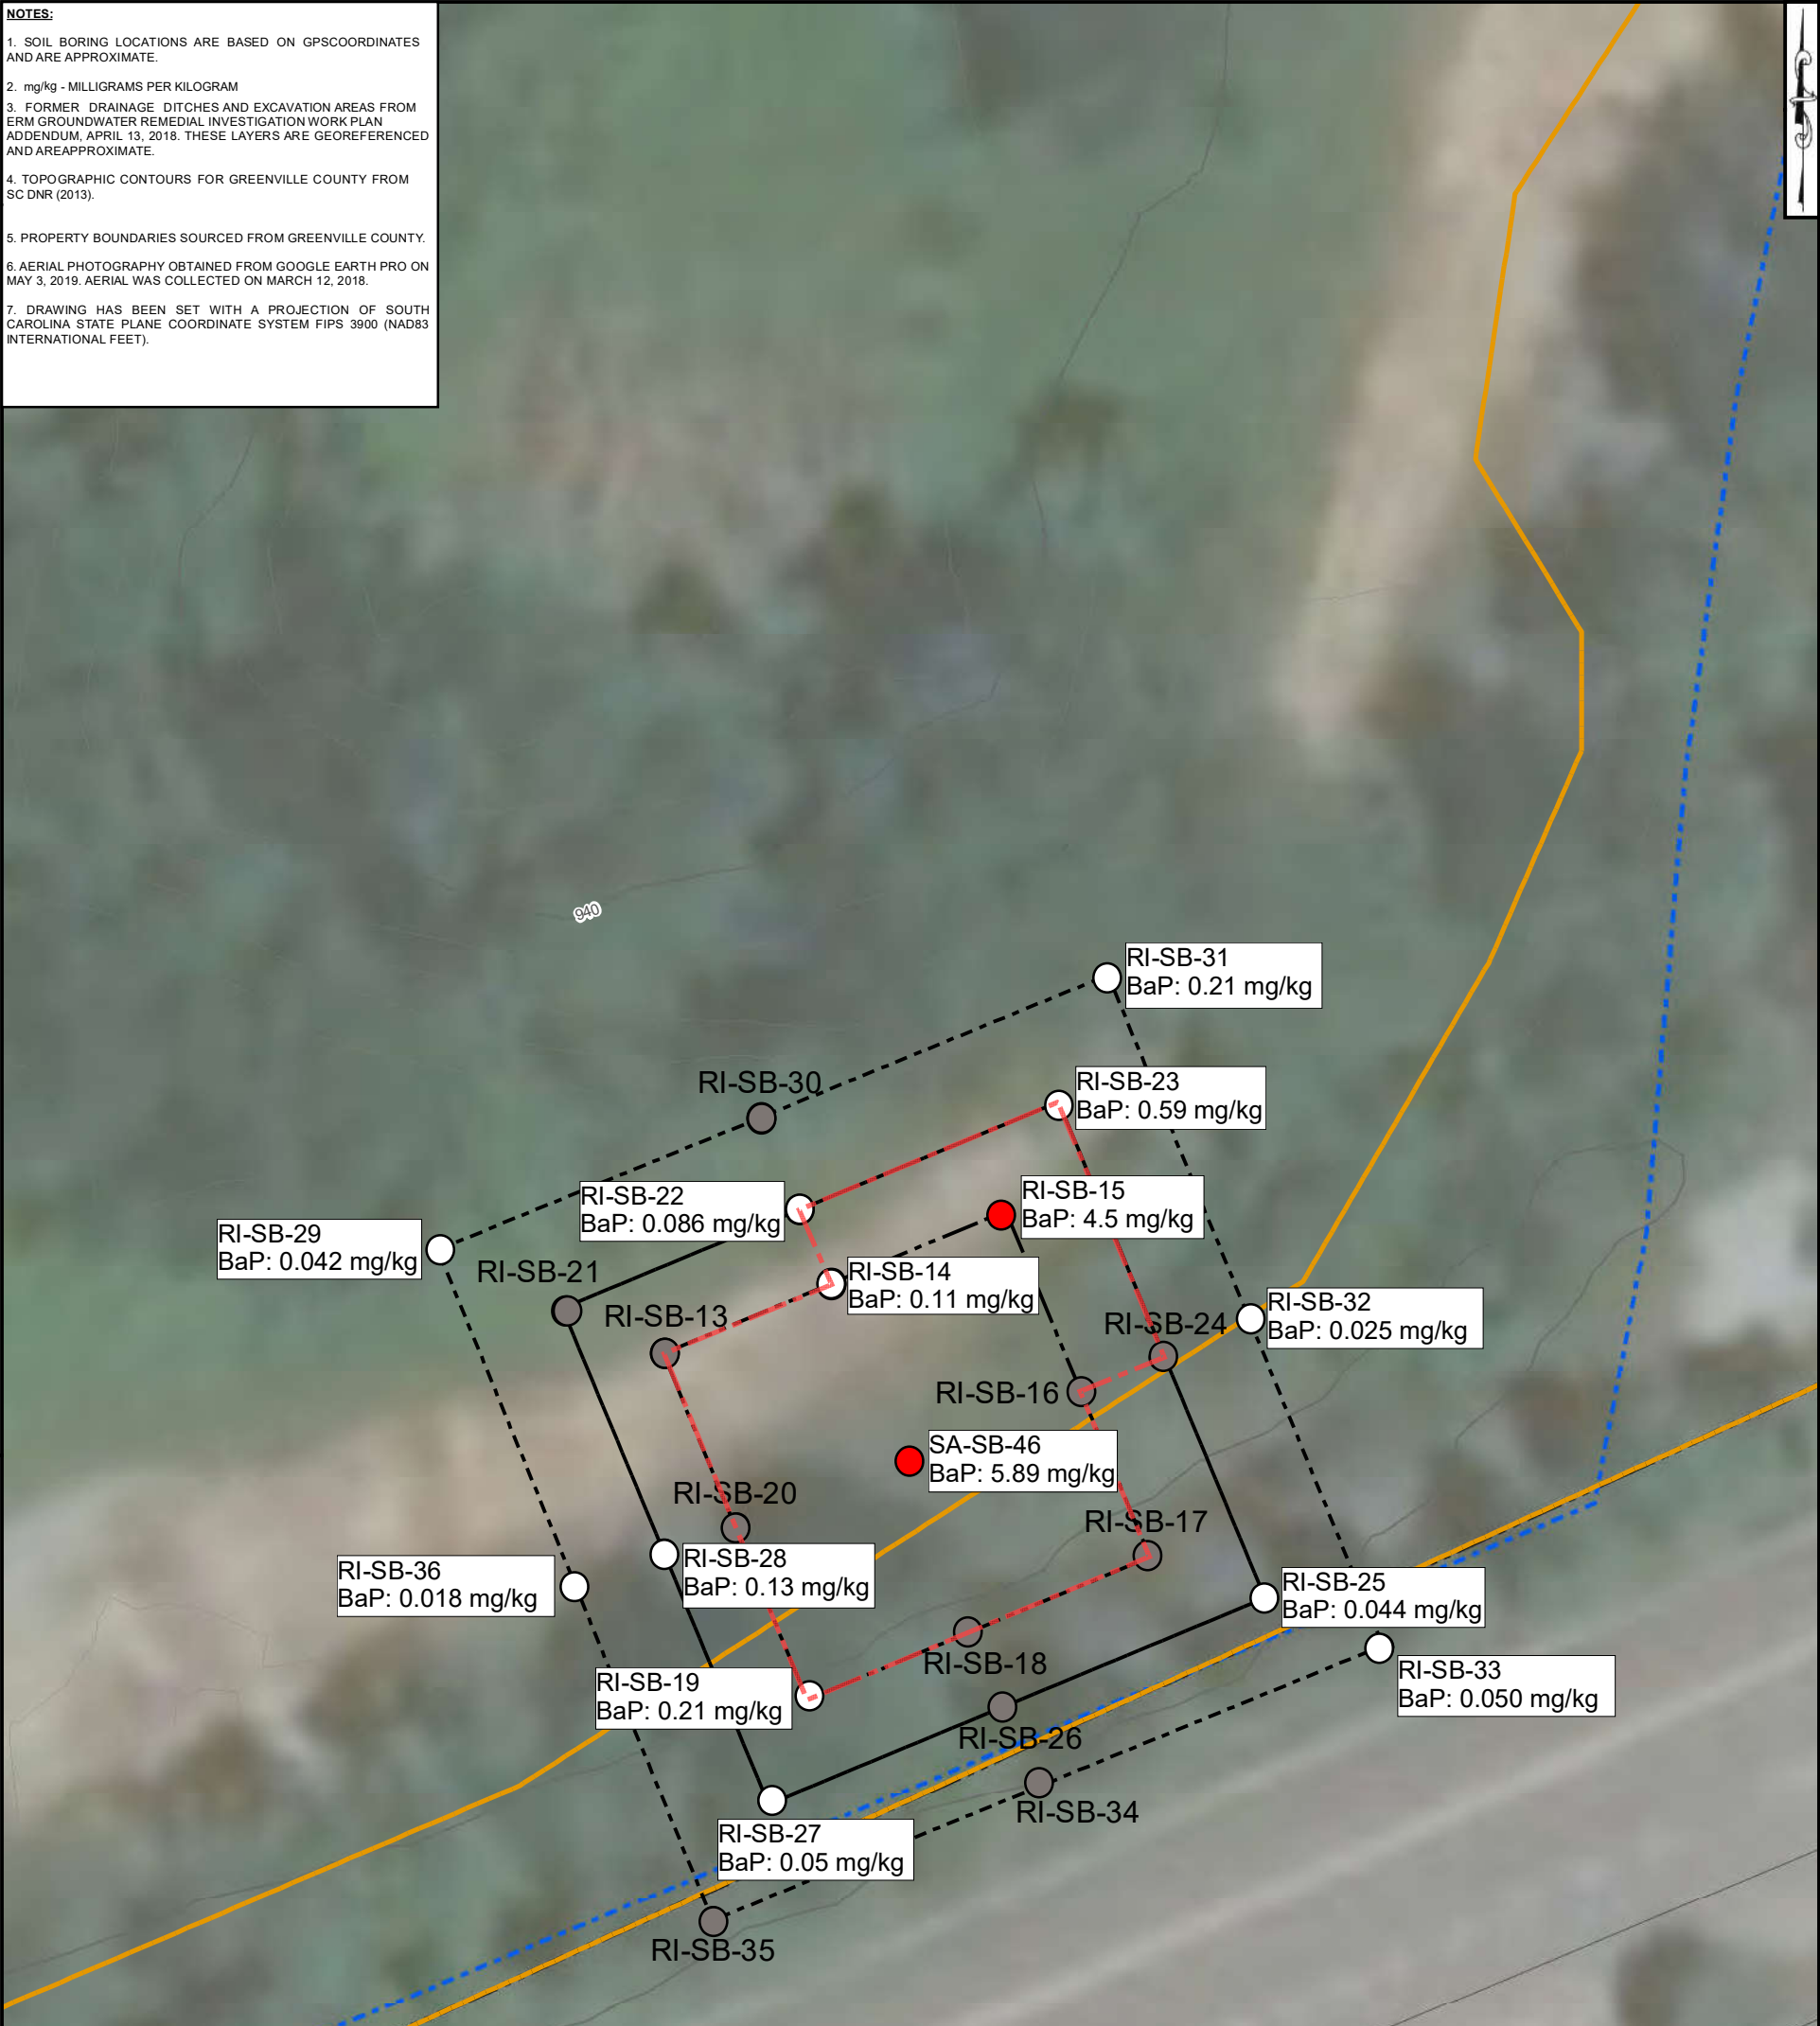 NOTES:
1. SOIL BORING LOCATIONS ARE BASED ON GPSCOORDINATES
AND ARE APPROXIMATE.
2. mg/kg - MILLIGRAMS PER KILOGRAM
3. FORMER DRAINAGE DITCHES AND EXCAVATION AREAS FROM
ERM GROUNDWATER REMEDIAL INVESTIGATION WORK PLAN
ADDENDUM, APRIL 13, 2018. THESE LAYERS ARE GEOREFERENCED
AND AREAPPROXIMATE.
4. TOPOGRAPHIC CONTOURS FOR GREENVILLE COUNTY FROM
SC DNR (2013).
5. PROPERTY BOUNDARIES SOURCED FROM GREENVILLE COUNTY.
6. AERIAL PHOTOGRAPHY OBTAINED FROM GOOGLE EARTH PRO ON
MAY 3, 2019. AERIAL WAS COLLECTED ON MARCH 12, 2018.
7. DRAWING HAS BEEN SET WITH A PROJECTION OF SOUTH
CAROLINA STATE PLANE COORDINATE SYSTEM FIPS 3900 (NAD83
INTERNATIONAL FEET).
940
RI-SB-31
BaP: 0.21 mg/kg
RI-SB-30
RI-SB-23
BaP: 0.59 mg/kg
RI-SB-22
BaP: 0.086 mg/kg
RI-SB-15
BaP: 4.5 mg/kg
RI-SB-29
BaP: 0.042 mg/kg
RI-SB-21
RI-SB-14
BaP: 0.11 mg/kg
RI-SB-13
RI-SB-24
RI-SB-32
BaP: 0.025 mg/kg
RI-SB-16
SA-SB-46
BaP: 5.89 mg/kg
RI-SB-20
RI-SB-17
RI-SB-28
BaP: 0.13 mg/kg
RI-SB-36
BaP: 0.018 mg/kg
RI-SB-25
BaP: 0.044 mg/kg
RI-SB-18
RI-SB-19
BaP: 0.21 mg/kg
RI-SB-33
BaP: 0.050 mg/kg
RI-SB-26
RI-SB-34
RI-SB-27
BaP: 0.05 mg/kg
RI-SB-35